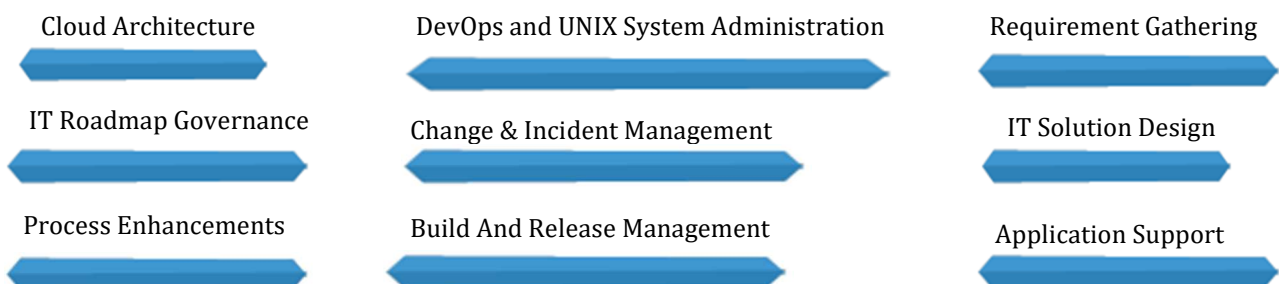 Cloud Architecture
DevOps and UNIX System Administration
Requirement Gathering
IT Roadmap Governance
Change & Incident Management
IT Solution Design
Process Enhancements
Build And Release Management
Application Support